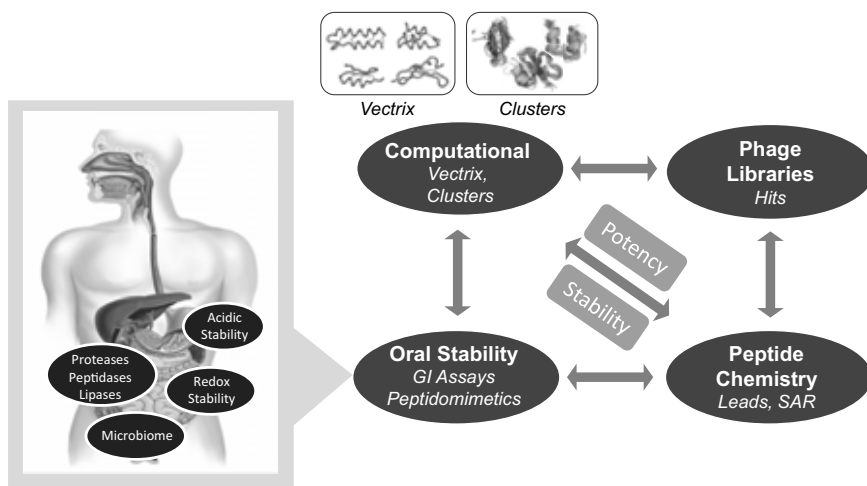 Vectrix
Clusters
Computational
Vectrix,
Clusters
Phage
Libraries
Hits
Potency
Stability
Acidic
Stability
Proteases
Peptidases
Lipases
Redox
Stability
Microbiome
Oral Stability
GI Assays
Peptidomimetics
Peptide
Chemistry
Leads, SAR